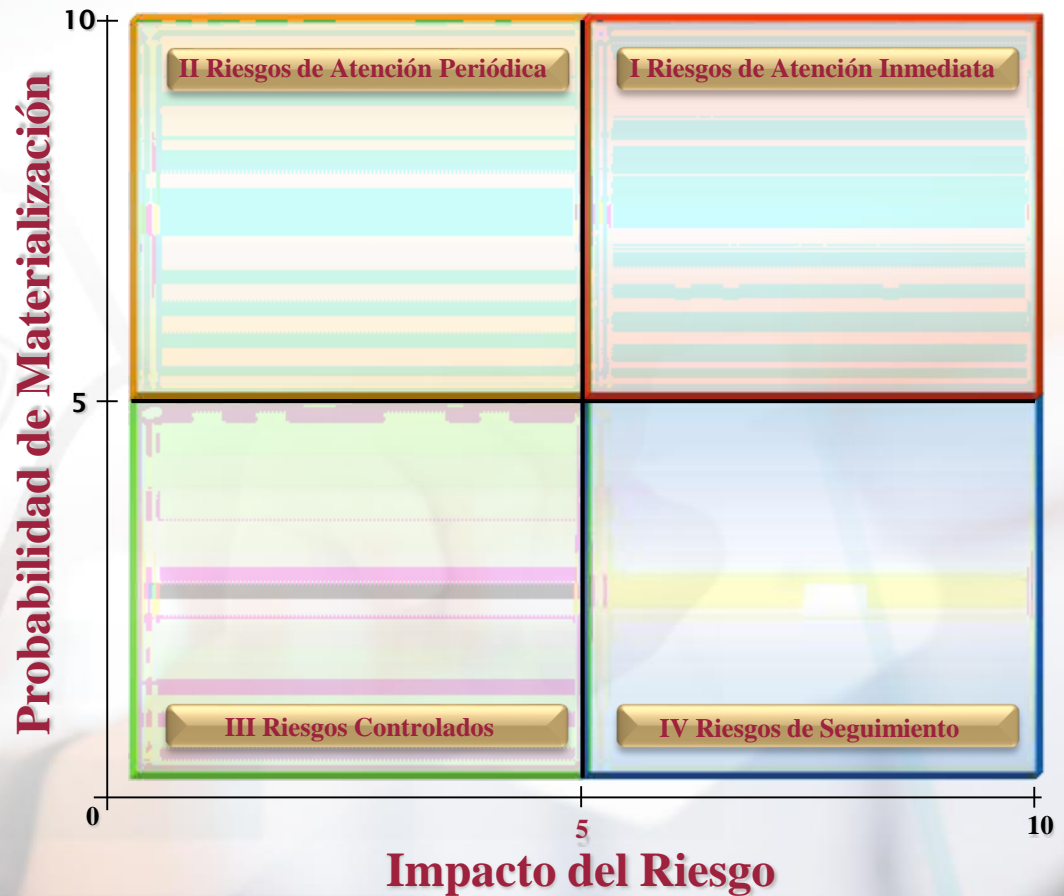 10
II Riesgos de Atención Periódica
I Riesgos de Atención Inmediata
Probabilidad de Materialización
5
III Riesgos Controlados
IV Riesgos de Seguimiento
0
5
10
Impacto del Riesgo